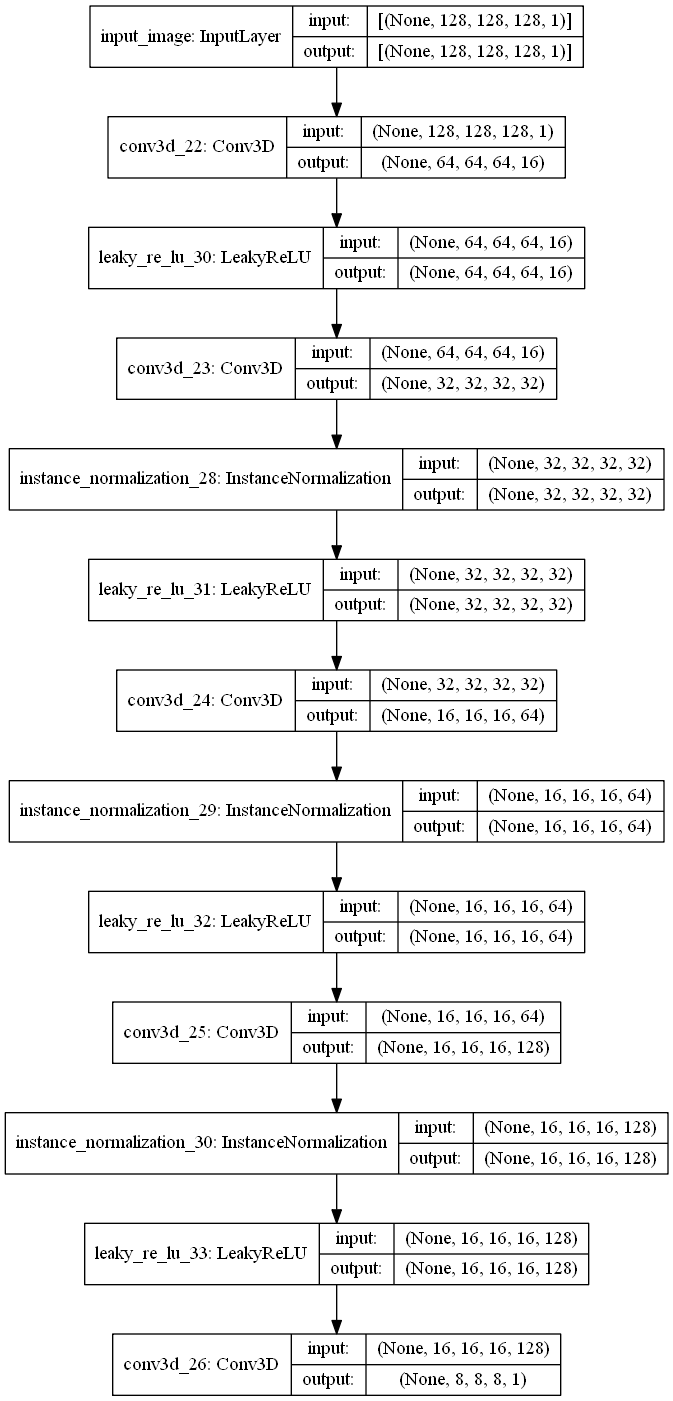 input_image: InputLayer
input: [(None, 128, 128, 128, 1)]
output: [(None, 128, 128, 128, 1)]
conv3d_22: Conv3D
input: (None, 128, 128, 128, 1)
output: (None, 64, 64, 64, 16)
leaky_re_lu_30: LeakyReLU
input: (None, 64, 64, 64, 16)
output: (None, 64, 64, 64, 16)
conv3d_23: Conv3D
input: (None, 64, 64, 64, 16)
output: (None, 32, 32, 32, 32)
instance_normalization_28: InstanceNormalization
input: (None, 32, 32, 32, 32)
output: (None, 32, 32, 32, 32)
leaky_re_lu_31: LeakyReLU
input: (None, 32, 32, 32, 32)
output: (None, 32, 32, 32, 32)
conv3d_24: Conv3D
input: (None, 32, 32, 32, 32)
output: (None, 16, 16, 16, 64)
instance_normalization_29: InstanceNormalization
input: (None, 16, 16, 16, 64)
output: (None, 16, 16, 16, 64)
leaky_re_lu_32: LeakyReLU
input: (None, 16, 16, 16, 64)
output: (None, 16, 16, 16, 64)
conv3d_25: Conv3D
input: (None, 16, 16, 16, 64)
output: (None, 16, 16, 16, 128)
instance_normalization_30: InstanceNormalization
input: (None, 16, 16, 16, 128)
output: (None, 16, 16, 16, 128)
leaky_re_lu_33: LeakyReLU
input: (None, 16, 16, 16, 128)
output: (None, 16, 16, 16, 128)
conv3d_26: Conv3D
input: (None, 16, 16, 16, 128)
output: (None, 8, 8, 8, 1)